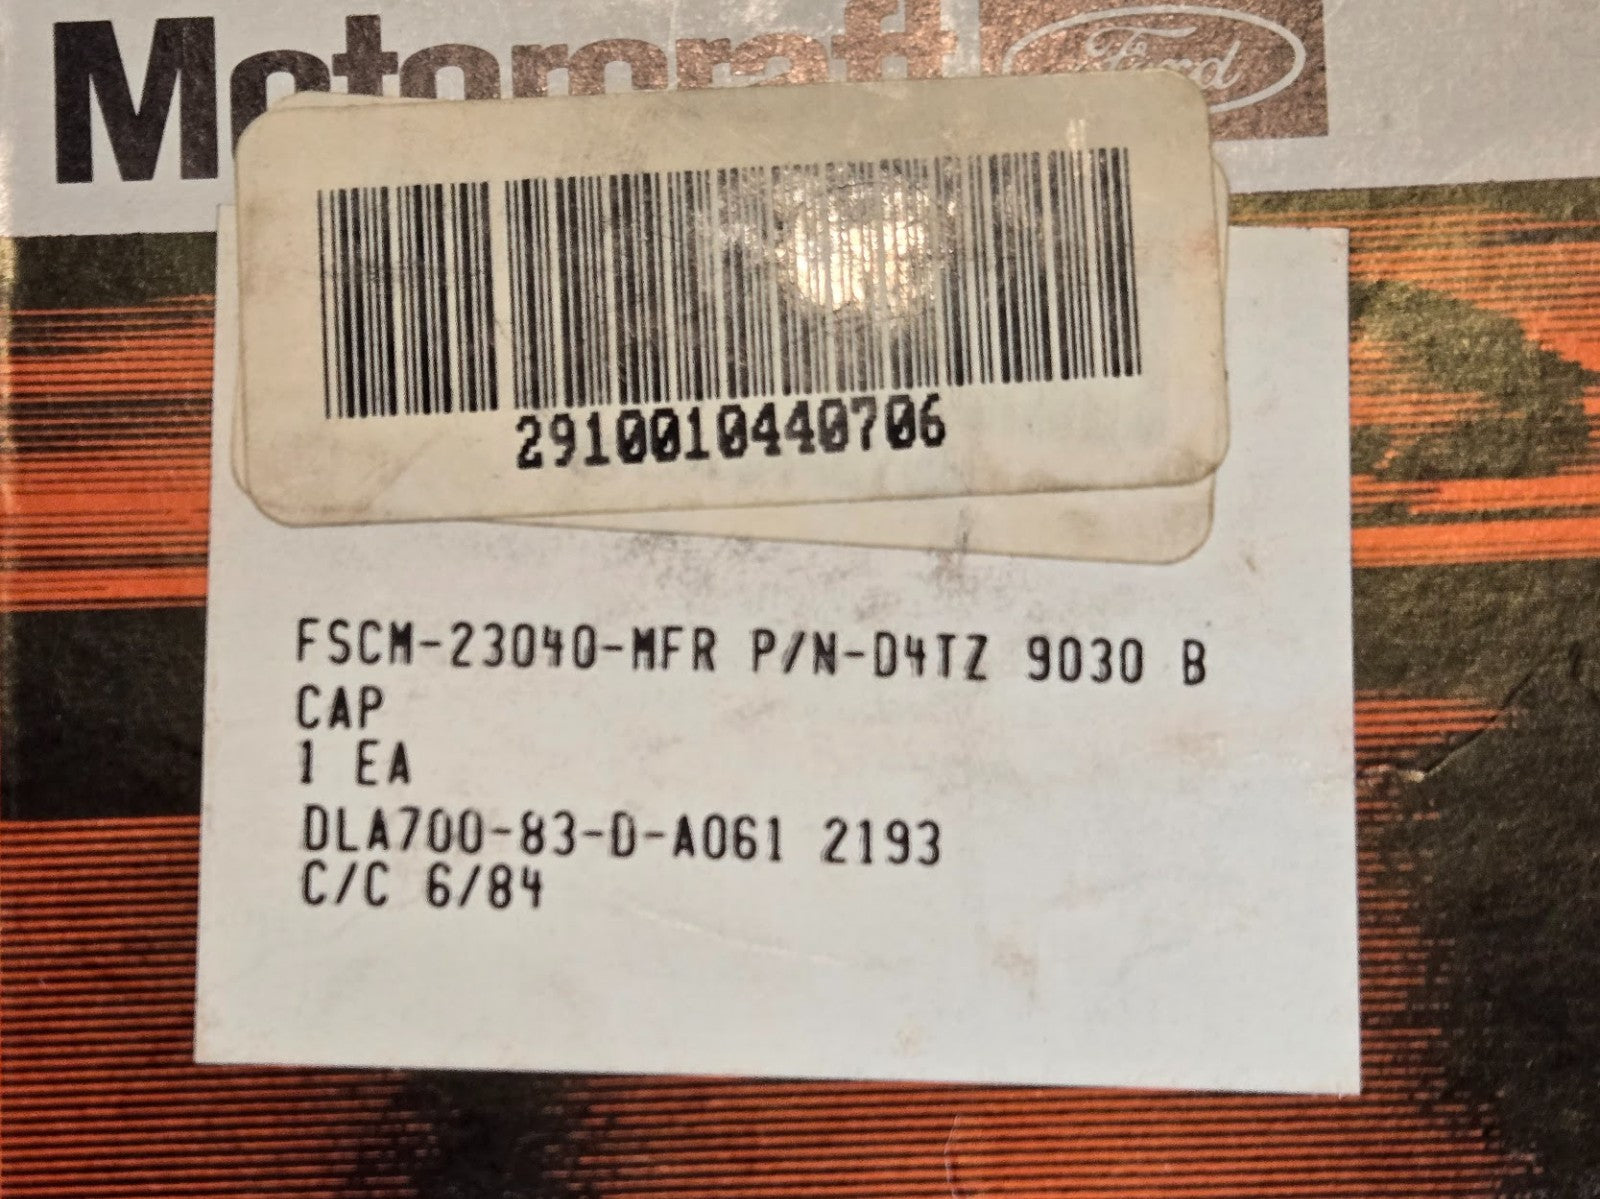 Motorcraft Ford
2910010440706
FSCM-23040-MFR P/N-D4TZ 9030 B
CAP
1 EA
DLA700-83-D-A061 2193
C/C 6/84